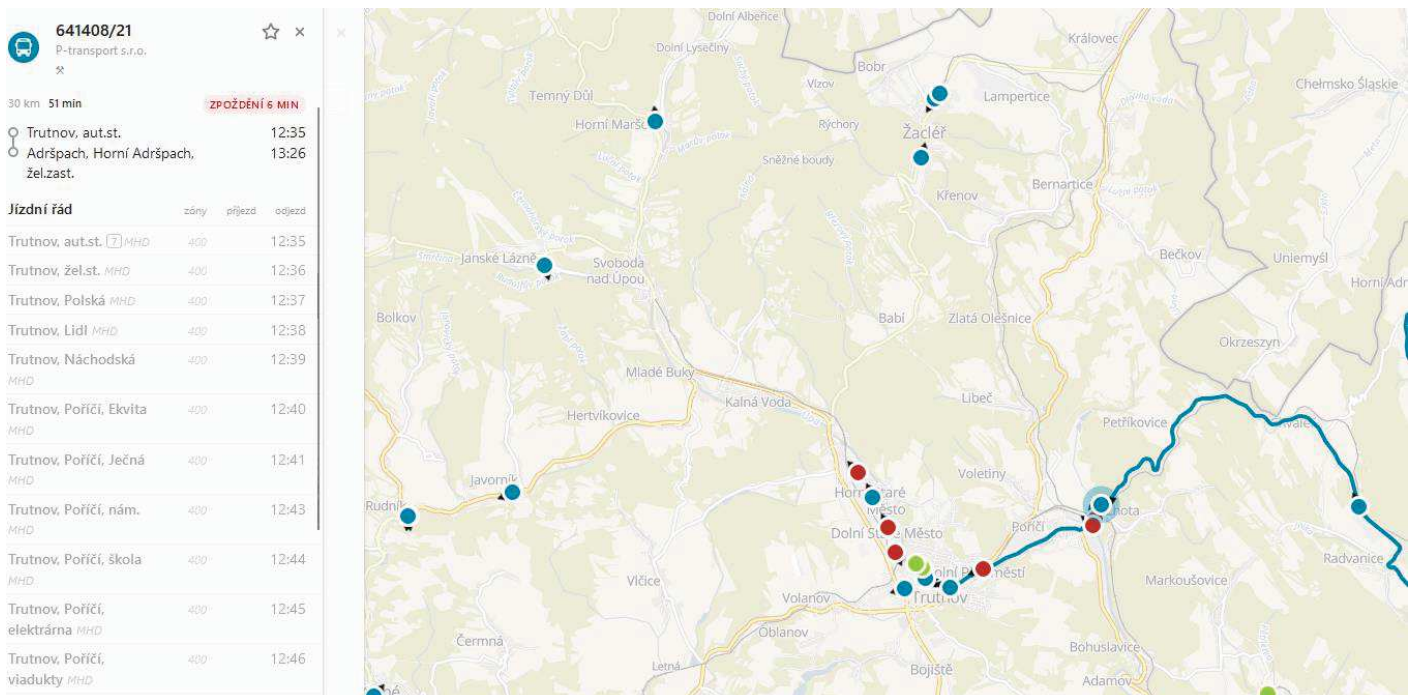 641408/21
P-transport s.r.o.
30 km 51 min
ZPOŽDĚNÍ 6 MIN
Trutnov, aut.st. 12:35
Adršpach, Horní Adršpach, 13:26
žel.zast.
Jízdní řád zóny příjezd odjezd
Trutnov, aut.st. 7 MHD 400 12:35
Trutnov, žel.st. MHD 400 12:36
Trutnov, Polská MHD 400 12:37
Trutnov, Lidl MHD 400 12:38
Trutnov, Náchodská 400 12:39
MHD
Trutnov, Poříčí, Ekvita 400 12:40
MHD
Trutnov, Poříčí, Ječná 400 12:41
MHD
Trutnov, Poříčí, nám. 400 12:43
MHD
Trutnov, Poříčí, škola 400 12:44
MHD
Trutnov, Poříčí, 400 12:45
elektrárna MHD
Trutnov, Poříčí, 400 12:46
viadukty MHD
Dolní Albeřice
Královec
Dolní Lysečiny
Bobr
Vízov
Lampertice
Chełmsko Śląskie
Temný Důl
Horní Marš
Rýchory
Žacléř
Sněžné boudy
Křenov
Bernartice
Janské Lázně
Svoboda
nad Úpou
Bečkov
Uniemyśl
Horní Adr
Bolkov
Babí
Zlatá Olešnice
Okrzeszyn
Mladé Buky
Kalná Voda
Libeč
Hertvíkovice
Petříkovice
Javorník
Voletiny
Rudník
Horní Staré
Město
Poříčí
Dolní Staré Město
Radvanice
Vlčice
Markoušovice
Volanov
Trutnov
Oblanov
Čermná
Letná
Bojiště
Bohuslavice
Adamov